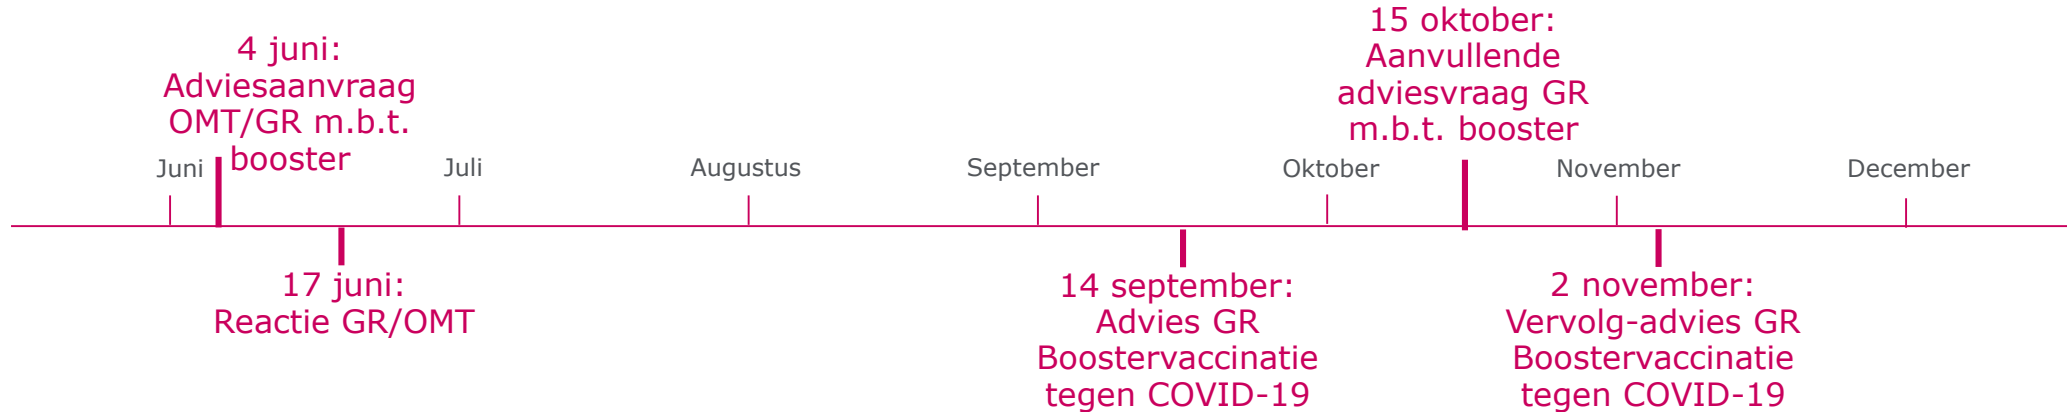 4 juni:
Adviesaanvraag
OMT/GR m.b.t.
booster
15 oktober:
Aanvullende
adviesvraag GR
m.b.t. booster
Juni
Juli
Augustus
September
Oktober
November
December
17 juni:
Reactie GR/OMT
14 september:
Advies GR
Boostervaccinatie
tegen COVID-19
2 november:
Vervolg-advies GR
Boostervaccinatie
tegen COVID-19